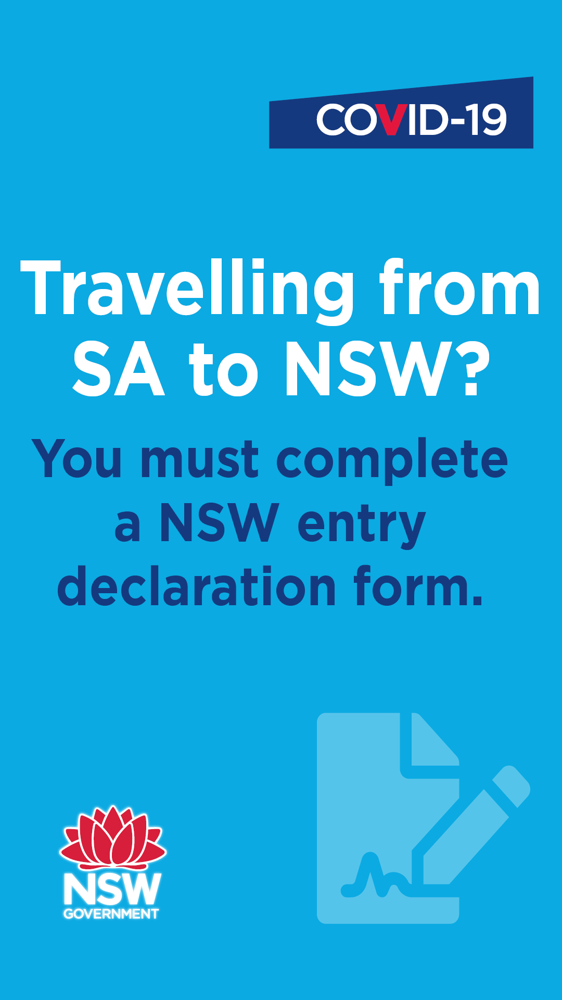 COVID-19
Travelling from
SA to NSW?
You must complete
a NSW entry
declaration form.
NSW
GOVERNMENT